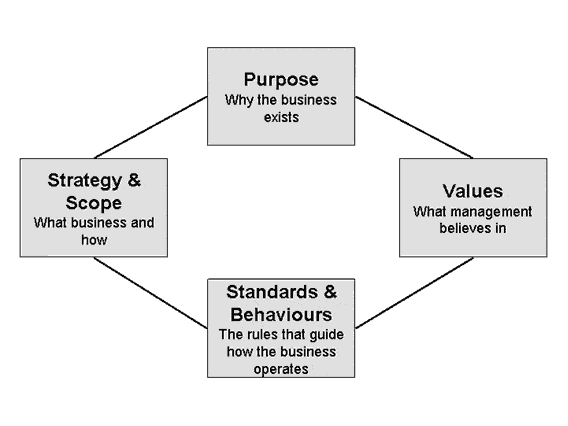 Purpose
Why the business
exists
Strategy &
Scope
What business and
how
Values
What management
believes in
Standards &
Behaviours
The rules that guide
how the business
operates